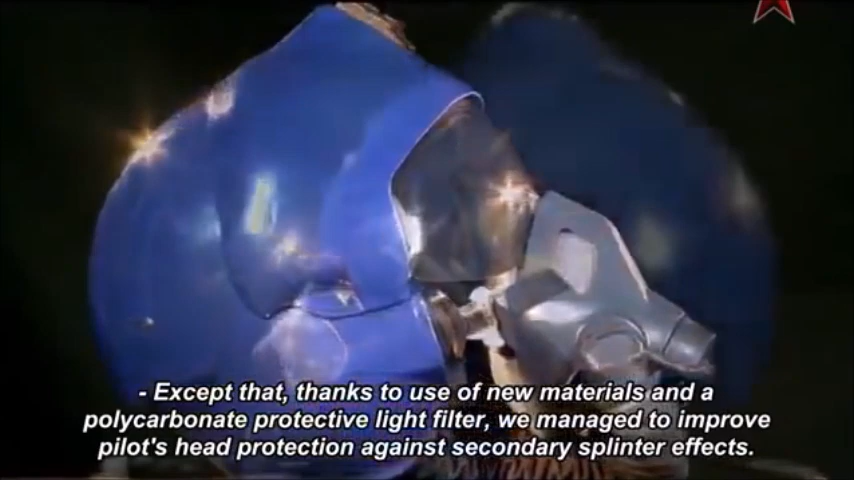 - Except that, thanks to use of new materials and a
polycarbonate protective light filter, we managed to improve
pilot's head protection against secondary splinter effects.